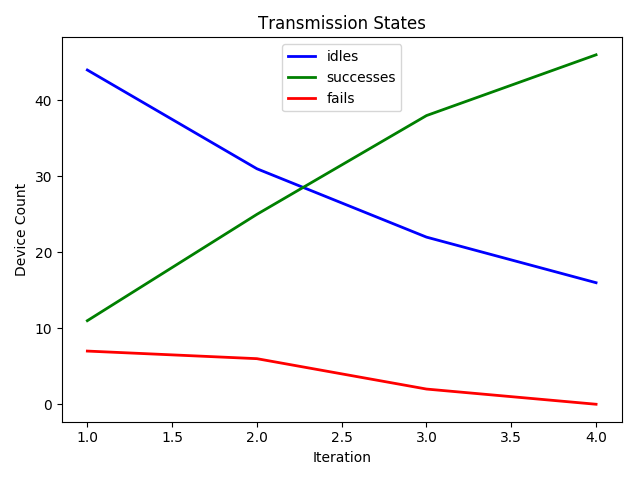 Transmission States
idles
successes
fails
Device Count
40
30
20
10
0
1.0 1.5 2.0 2.5 3.0 3.5 4.0
Iteration